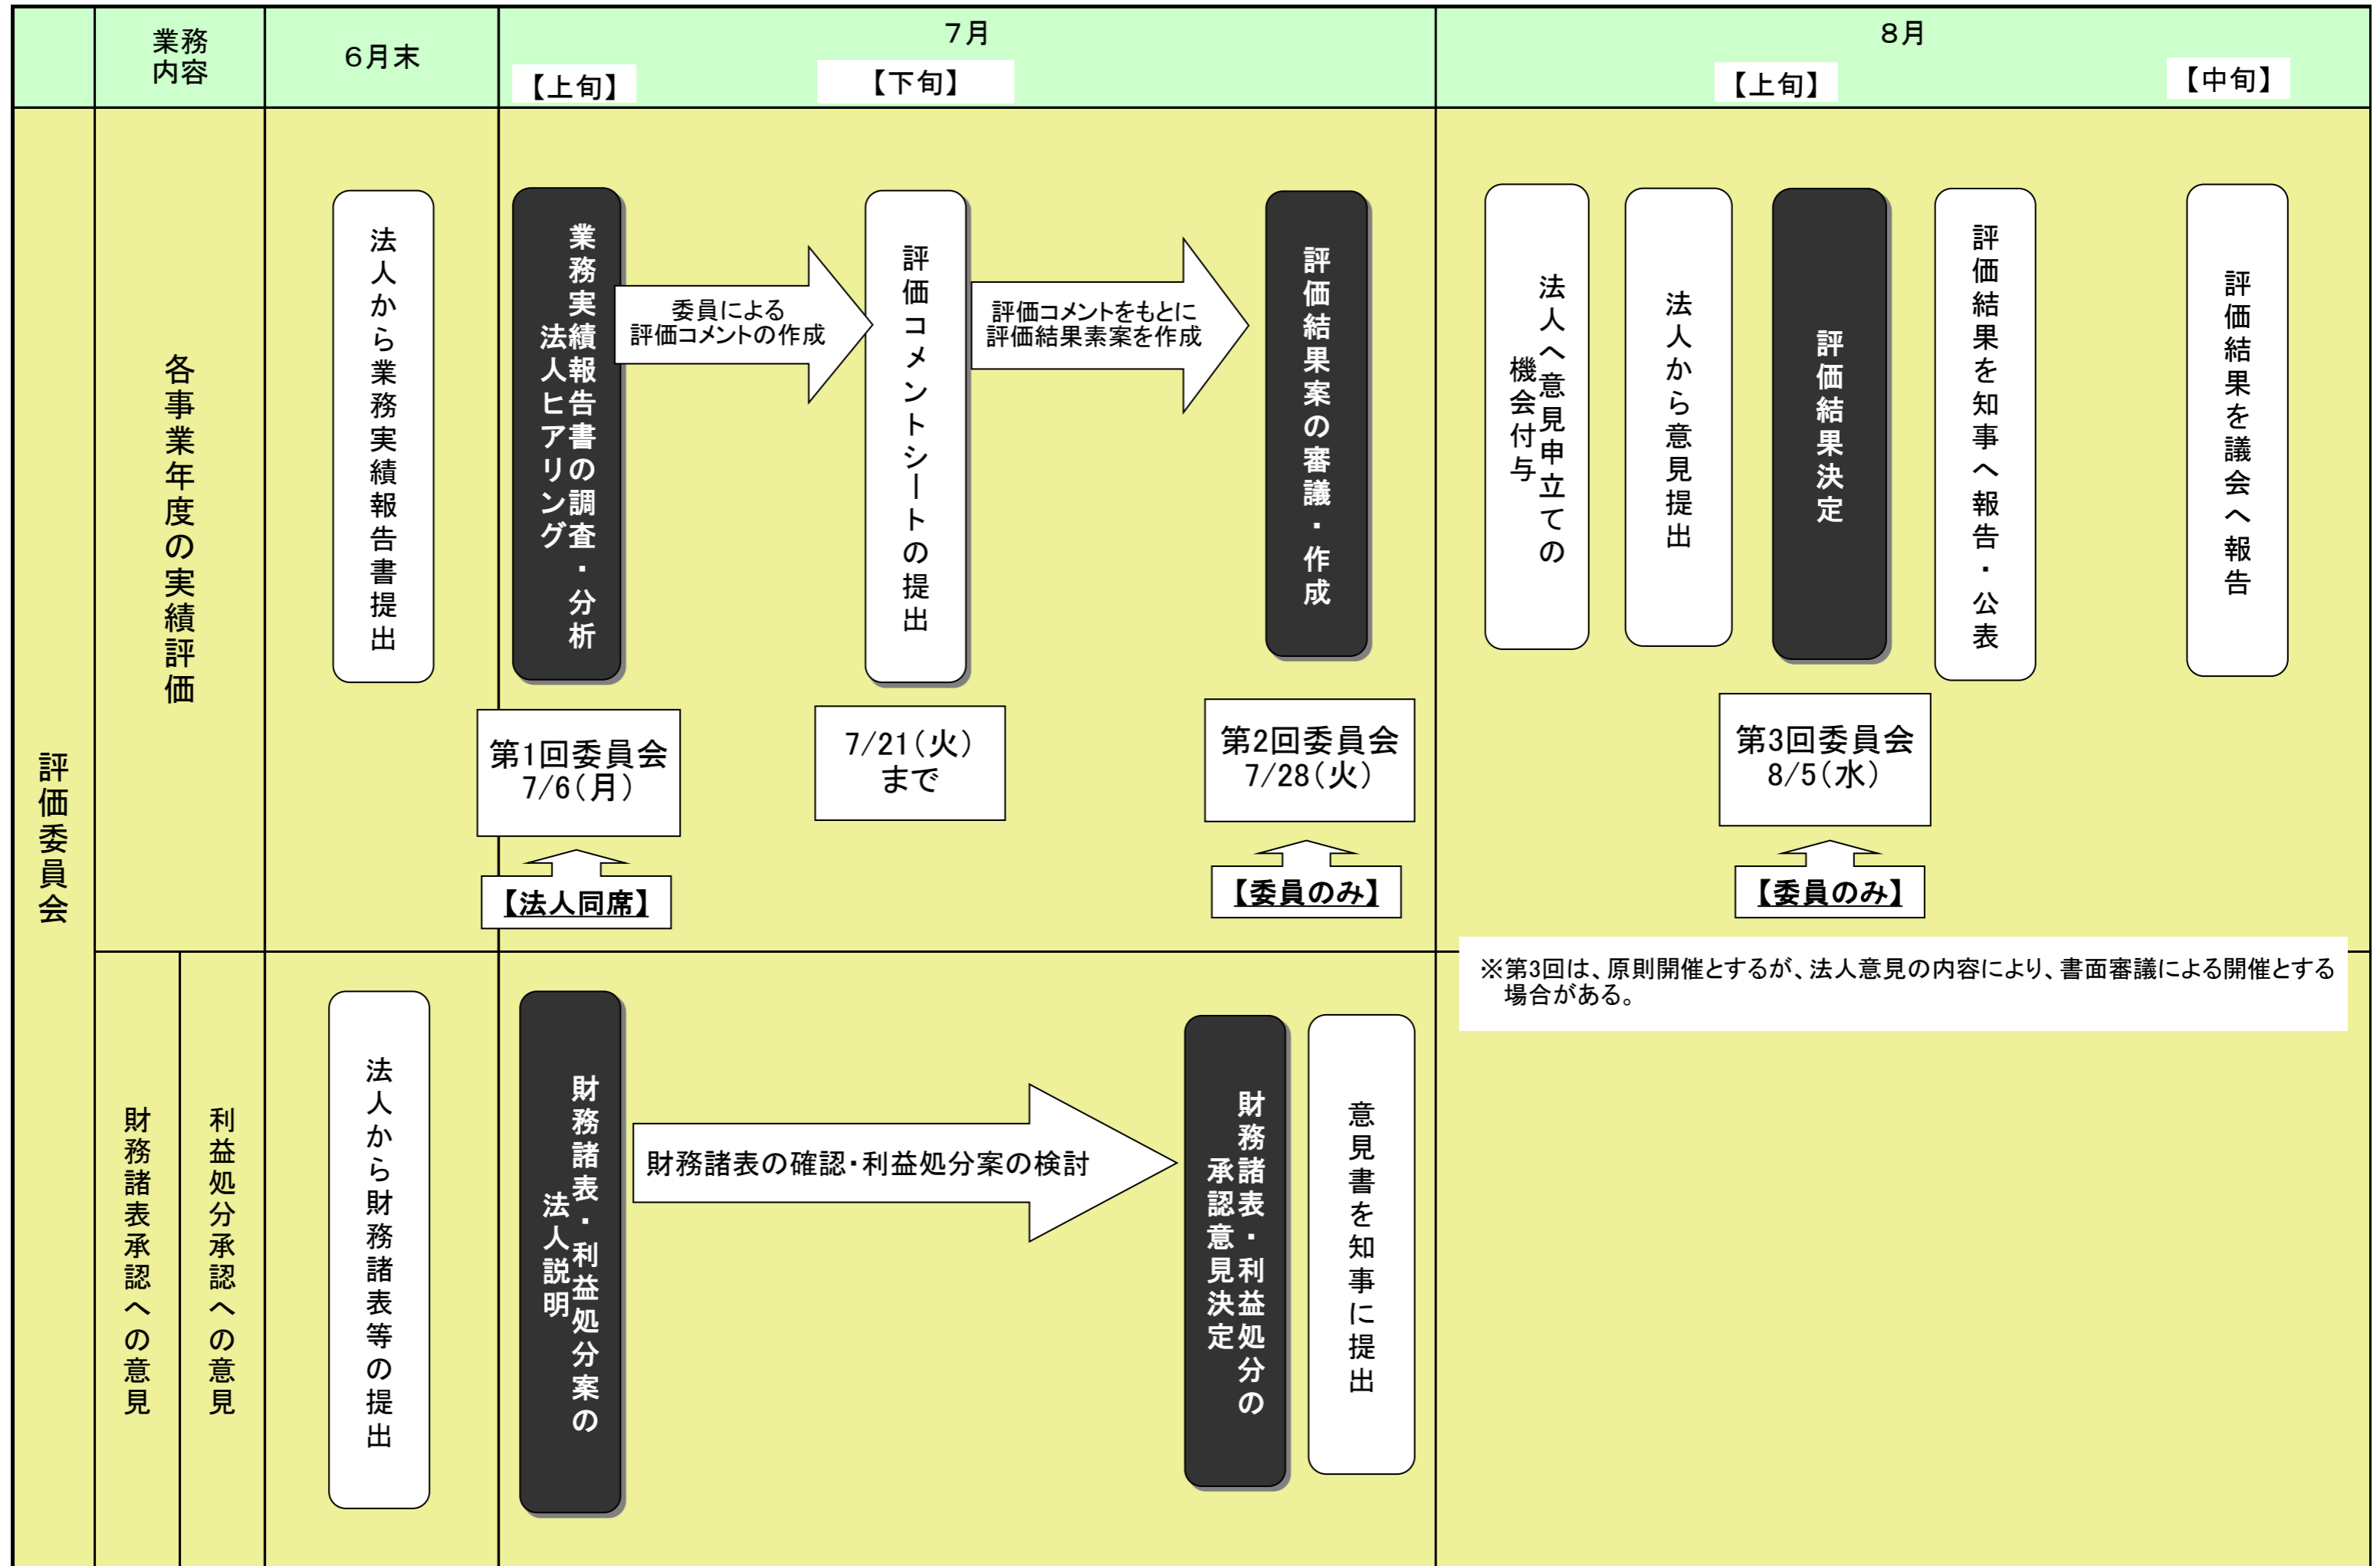 業務
内容
６月末
７月
【上旬】
【下旬】
８月
【上旬】
【中旬】
評価委員会
各事業年度の実績評価
法人から業務実績報告書提出
業務実績報告書の調査・分析
法人ヒアリング
委員による
評価コメントの作成
評価コメントシートの提出
評価コメントをもとに
評価結果素案を作成
評価結果案の審議・作成
法人へ意見申立ての
機会付与
法人から意見提出
評価結果決定
評価結果を知事へ報告・公表
評価結果を議会へ報告
第1回委員会
7/6（月）
7/21（火）
まで
第2回委員会
7/28（火）
第3回委員会
8/5（水）
【法人同席】
【委員のみ】
【委員のみ】
※第3回は、原則開催とするが、法人意見の内容により、書面審議による開催とする
場合がある。
財務諸表承認への意見
利益処分承認への意見
法人から財務諸表等の提出
財務諸表・利益処分案の
法人説明
財務諸表の確認・利益処分案の検討
財務諸表・利益処分の
承認意見決定
意見書を知事に提出